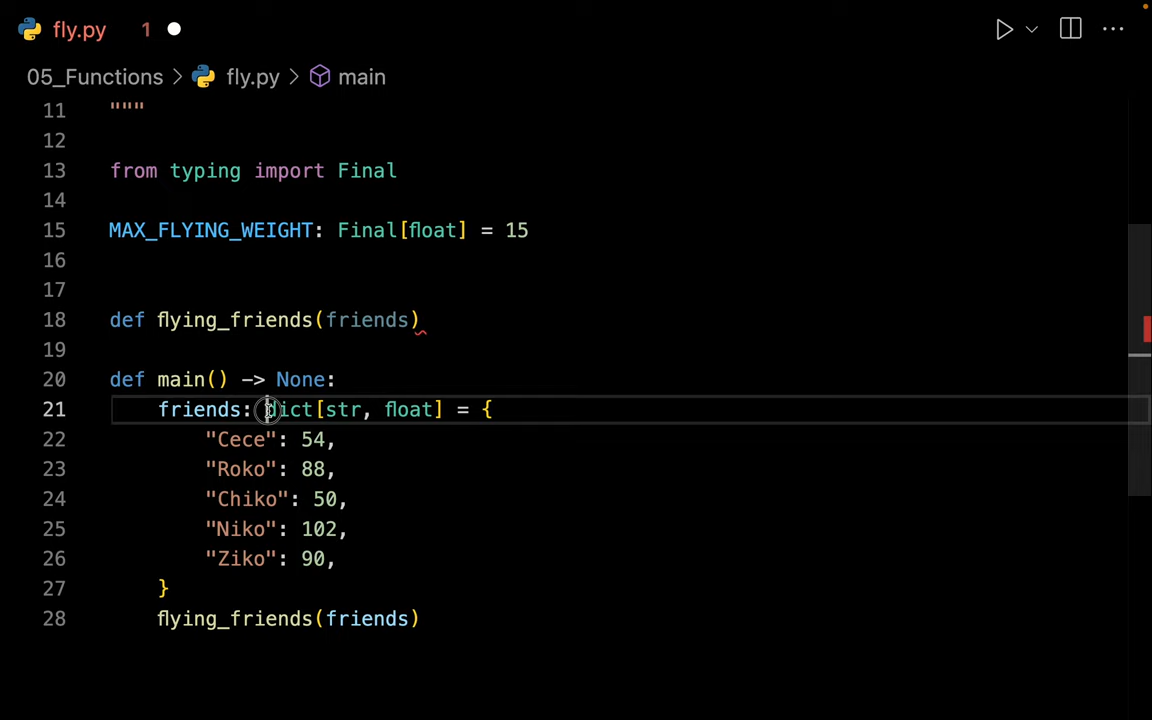 fly.py 1
05_Functions > fly.py > main
11 """
12
13 from typing import Final
14
15 MAX_FLYING_WEIGHT: Final[float] = 15
16
17
18 def flying_friends(friends)
19
20 def main() -> None:
21     friends: dict[str, float] = {
22         "Cece": 54,
23         "Roko": 88,
24         "Chiko": 50,
25         "Niko": 102,
26         "Ziko": 90,
27     }
28     flying_friends(friends)